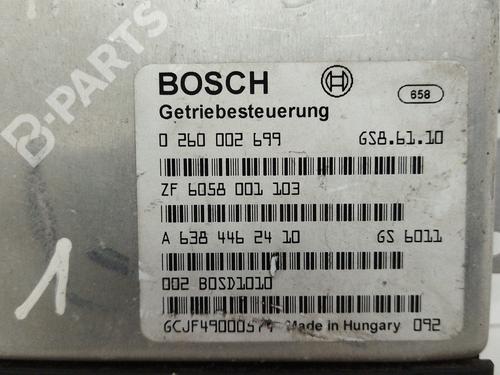 B-PARTS
BOSCH
658
Getriebesteuerung
0 260 002 699 GS8.61.10
ZF 6058 001 103
A 638 446 24 10 GS 6011
002 BOSD1010
Made in Hungary 092
1